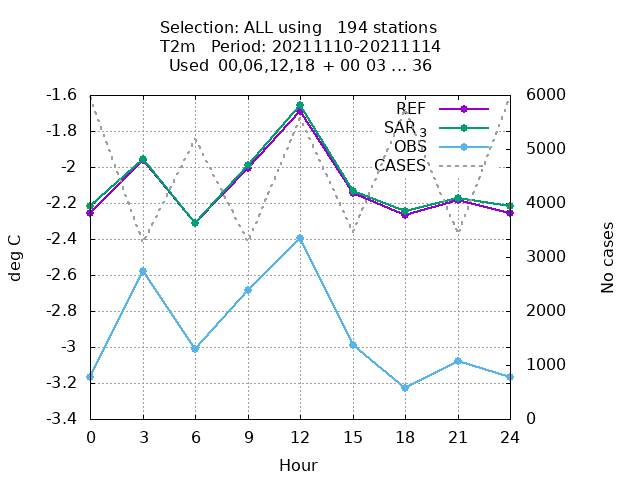 Selection: ALL using 194 stations
T2m Period: 20211110-20211114
Used 00,06,12,18 + 00 03 ... 36
-1.6
-1.8
-2
-2.2
-2.4
-2.6
-2.8
-3
-3.2
-3.4
6000
5000
4000
3000
2000
1000
0
REF
SAR 3
OBS
CASES
deg C
No cases
0 3 6 9 12 15 18 21 24
Hour